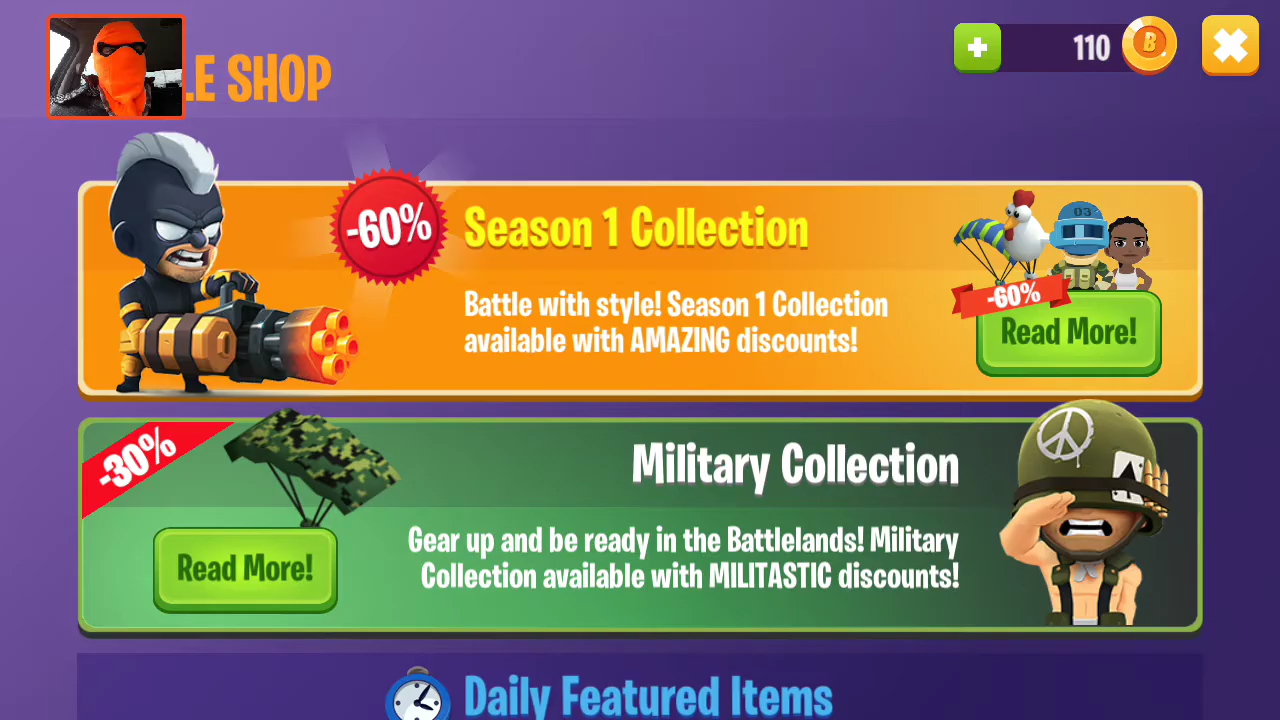 LE SHOP
110
B
-60%
Season 1 Collection
Battle with style! Season 1 Collection
available with AMAZING discounts!
D3
-60%
Read More!
-30%
Military Collection
Gear up and be ready in the Battlelands! Military
Collection available with MILITASTIC discounts!
Read More!
A
Daily Featured Items